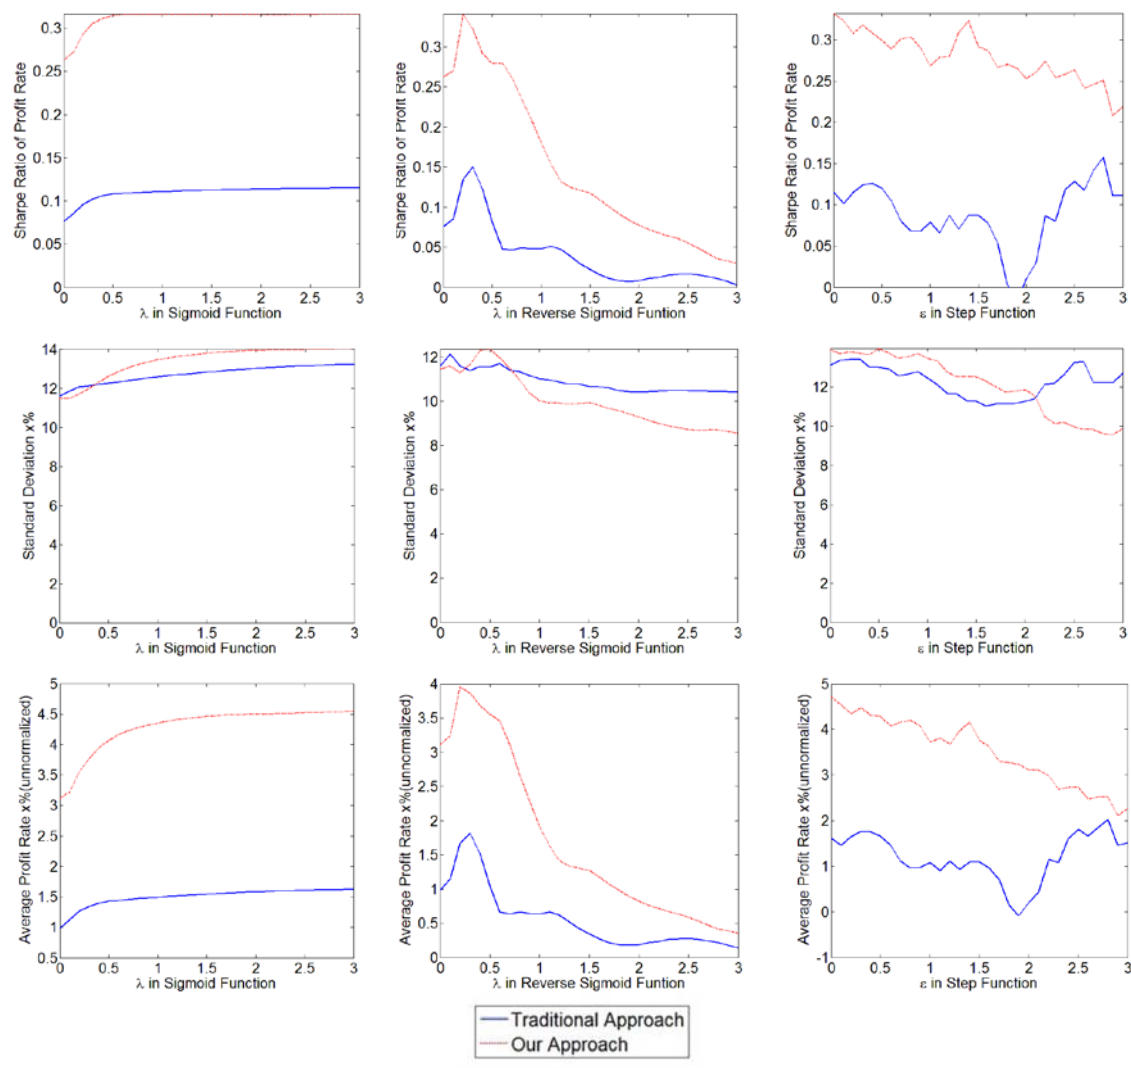 Sharpe Ratio of Profit Rate
0.3
0.25
0.2
0.15
0.1
0.05
0
0 0.5 1 1.5 2 2.5 3
λ in Sigmoid Function
Sharpe Ratio of Profit Rate
0.3
0.25
0.2
0.15
0.1
0.05
0
0 0.5 1 1.5 2 2.5 3
λ in Reverse Sigmoid Funtion
Sharpe Ratio of Profit Rate
0.3
0.25
0.2
0.15
0.1
0.05
0
0 0.5 1 1.5 2 2.5 3
ε in Step Function
Standard Deviation x%
14
12
10
8
6
4
2
0
0 0.5 1 1.5 2 2.5 3
λ in Sigmoid Function
Standard Deviation x%
12
10
8
6
4
2
0
0 0.5 1 1.5 2 2.5 3
λ in Reverse Sigmoid Funtion
Standard Deviation x%
12
10
8
6
4
2
0
0 0.5 1 1.5 2 2.5 3
ε in Step Function
Average Profit Rate x%(unnormalized)
5
4.5
4
3.5
3
2.5
2
1.5
1
0.5
0 0.5 1 1.5 2 2.5 3
λ in Sigmoid Function
Average Profit Rate x%(unnormalized)
4
3.5
3
2.5
2
1.5
1
0.5
0
0 0.5 1 1.5 2 2.5 3
λ in Reverse Sigmoid Funtion
Average Profit Rate x%(unnormalized)
5
4
3
2
1
0
-1
0 0.5 1 1.5 2 2.5 3
ε in Step Function
Traditional Approach
Our Approach